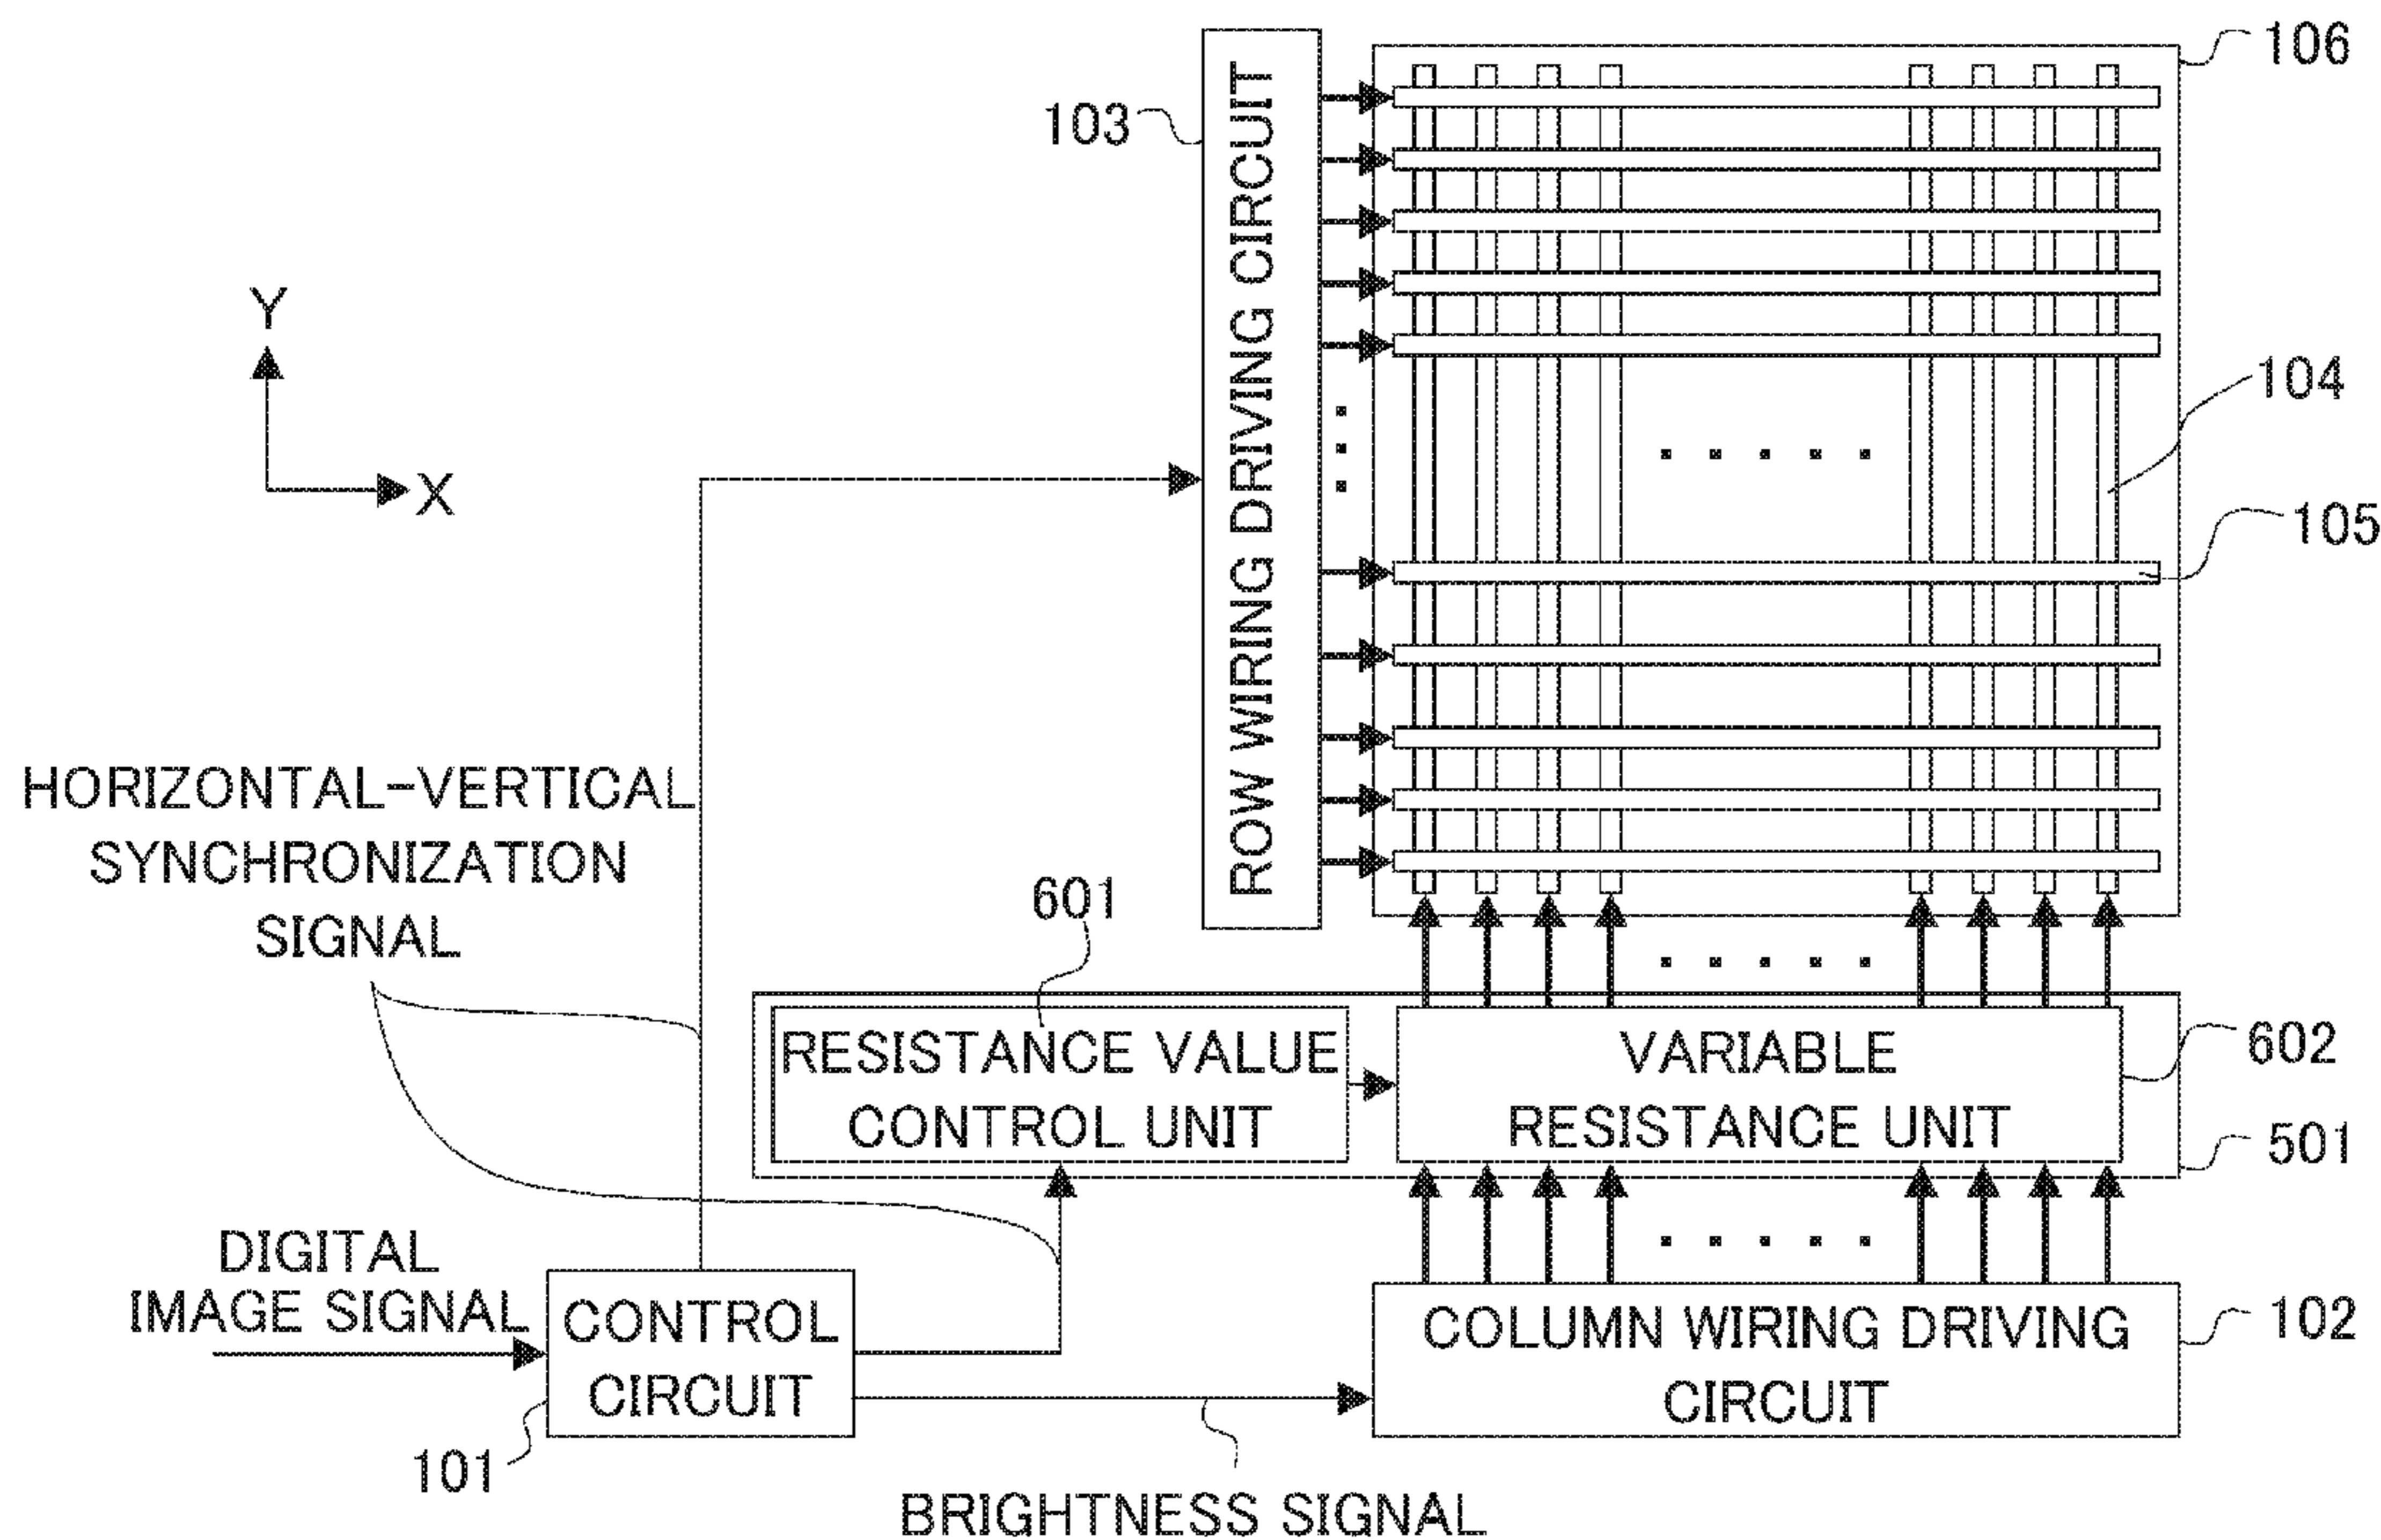 106
103
ROW WIRING DRIVING CIRCUIT
Y
X
104
105
HORIZONTAL-VERTICAL
SYNCHRONIZATION
SIGNAL
601
RESISTANCE VALUE
CONTROL UNIT
VARIABLE
RESISTANCE UNIT
602
501
DIGITAL
IMAGE SIGNAL
CONTROL
CIRCUIT
101
COLUMN WIRING DRIVING
CIRCUIT
102
BRIGHTNESS SIGNAL